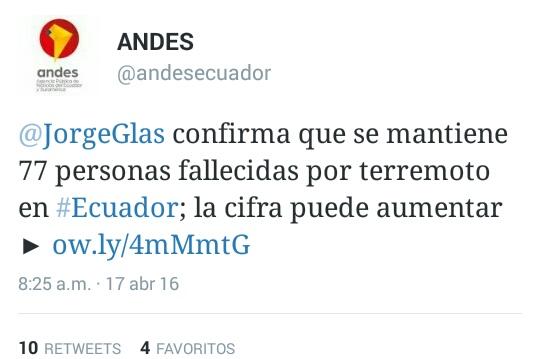 ANDES
andes
@andesecuador
@JorgeGlas confirma que se mantiene
77 personas fallecidas por terremoto
en #Ecuador; la cifra puede aumentar
► ow.ly/4mMmtG
8:25 a.m. · 17 abr 16
10 RETWEETS 4 FAVORITOS